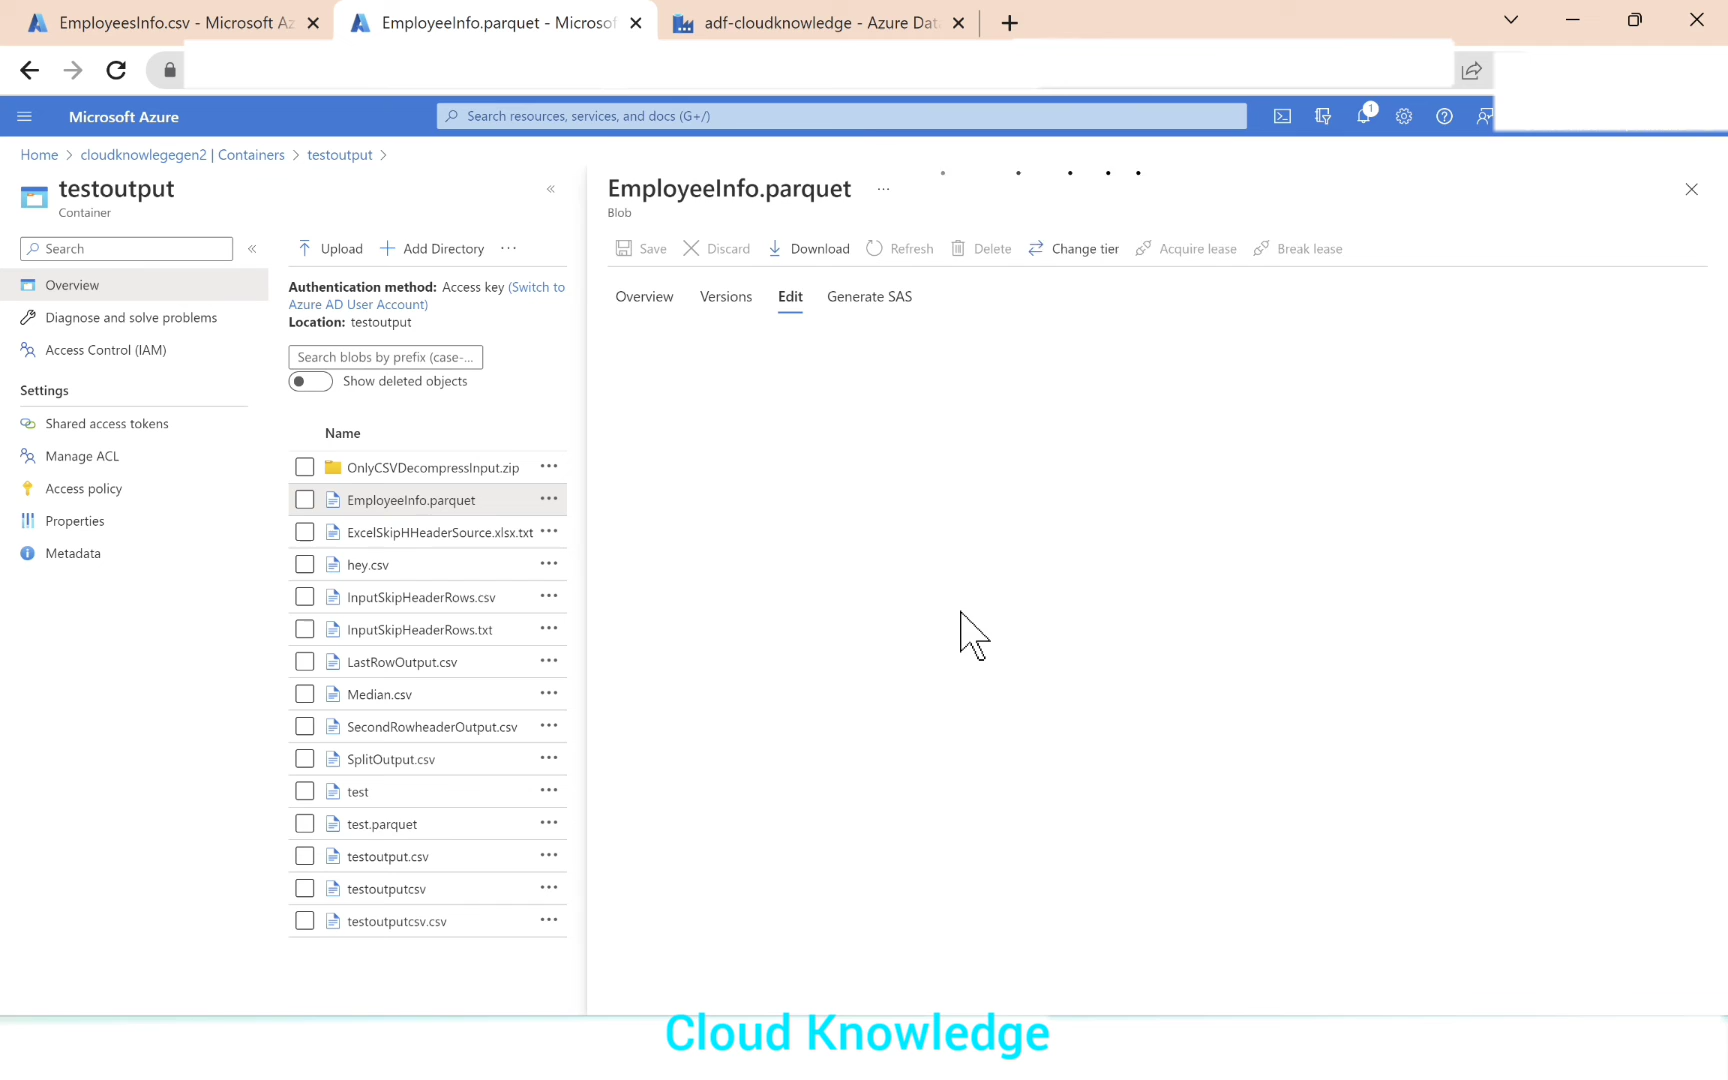 EmployeesInfo.csv - Microsoft Az
EmployeeInfo.parquet - Microsof
adf-cloudknowledge - Azure Dat
Microsoft Azure
Search resources, services, and docs (G+/)
1
Home > cloudknowlegegen2 | Containers > testoutput >
testoutput
Container
EmployeeInfo.parquet ...
Blob
Search
Upload Add Directory ...
Save Discard Download Refresh Delete Change tier Acquire lease Break lease
Overview
Diagnose and solve problems
Access Control (IAM)
Settings
Shared access tokens
Manage ACL
Access policy
Properties
Metadata
Authentication method: Access key (Switch to
Azure AD User Account)
Location: testoutput
Search blobs by prefix (case-...
Show deleted objects
Name
OnlyCSVDecompressInput.zip ...
EmployeeInfo.parquet ...
ExcelSkipHHeaderSource.xlsx.txt ...
hey.csv ...
InputSkipHeaderRows.csv ...
InputSkipHeaderRows.txt ...
LastRowOutput.csv ...
Median.csv ...
SecondRowheaderOutput.csv ...
SplitOutput.csv ...
test ...
test.parquet ...
testoutput.csv ...
testoutputcsv ...
testoutputcsv.csv ...
Overview Versions Edit Generate SAS
Cloud Knowledge